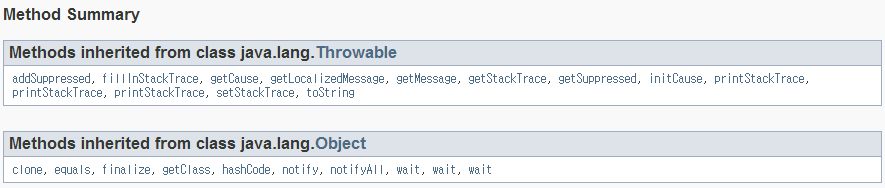 Method Summary
Methods inherited from class java.lang.Throwable
addSuppressed, fillInStackTrace, getCause, getLocalizedMessage, getMessage, getStackTrace, getSuppressed, initCause, printStackTrace,
printStackTrace, printStackTrace, setStackTrace, toString
Methods inherited from class java.lang.Object
clone, equals, finalize, getClass, hashCode, notify, notifyAll, wait, wait, wait